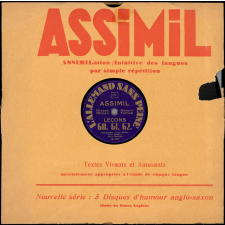 ASSiMiL
ASSIMILation (Intuitive des langues
par simple répétition
L'ALLEMAND SANS PEINE
ASSIMIL
LEÇONS
60. 61. 62.
Textes Vivants et Amusants
spécialement appropriés à l'étude de chaque langue
Nouvelle série : 5 Disques d'humour anglo-saxon